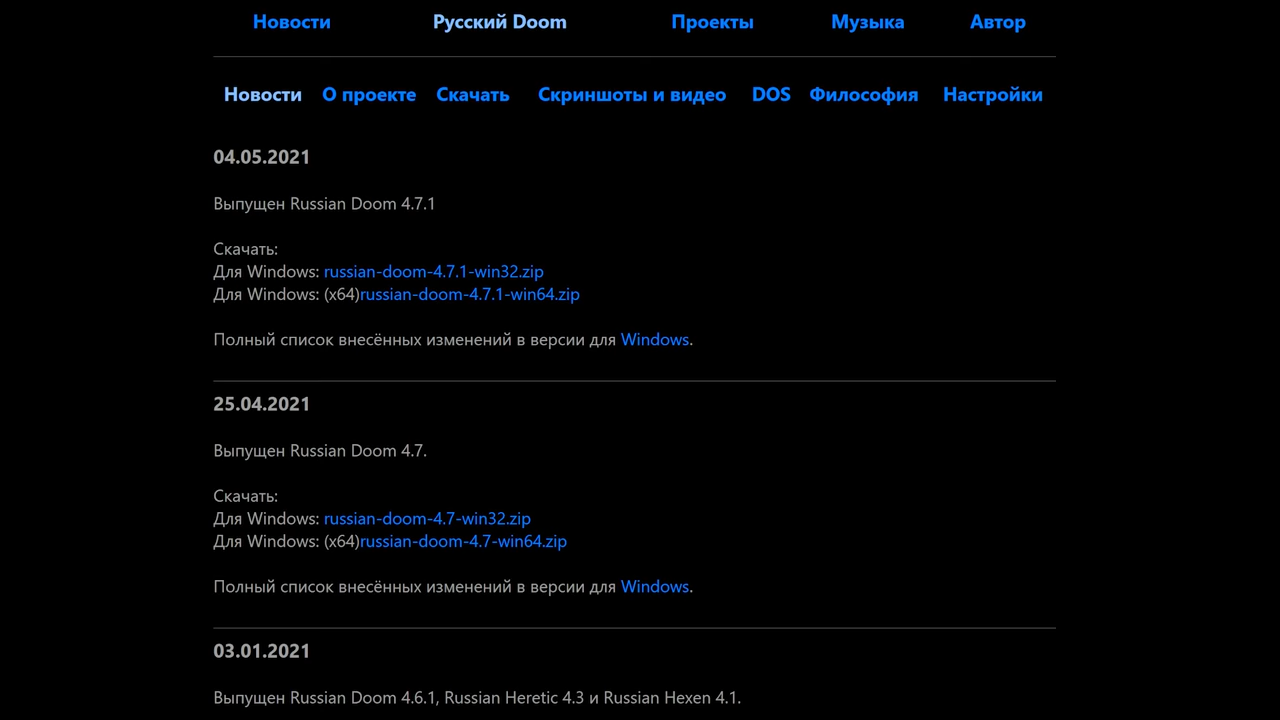 Новости Русский Doom Проекты Музыка Автор
Новости О проекте Скачать Скриншоты и видео DOS Философия Настройки
04.05.2021
Выпущен Russian Doom 4.7.1
Скачать:
Для Windows: russian-doom-4.7.1-win32.zip
Для Windows: (x64)russian-doom-4.7.1-win64.zip
Полный список внесённых изменений в версии для Windows.
25.04.2021
Выпущен Russian Doom 4.7.
Скачать:
Для Windows: russian-doom-4.7-win32.zip
Для Windows: (x64)russian-doom-4.7-win64.zip
Полный список внесённых изменений в версии для Windows.
03.01.2021
Выпущен Russian Doom 4.6.1, Russian Heretic 4.3 и Russian Hexen 4.1.